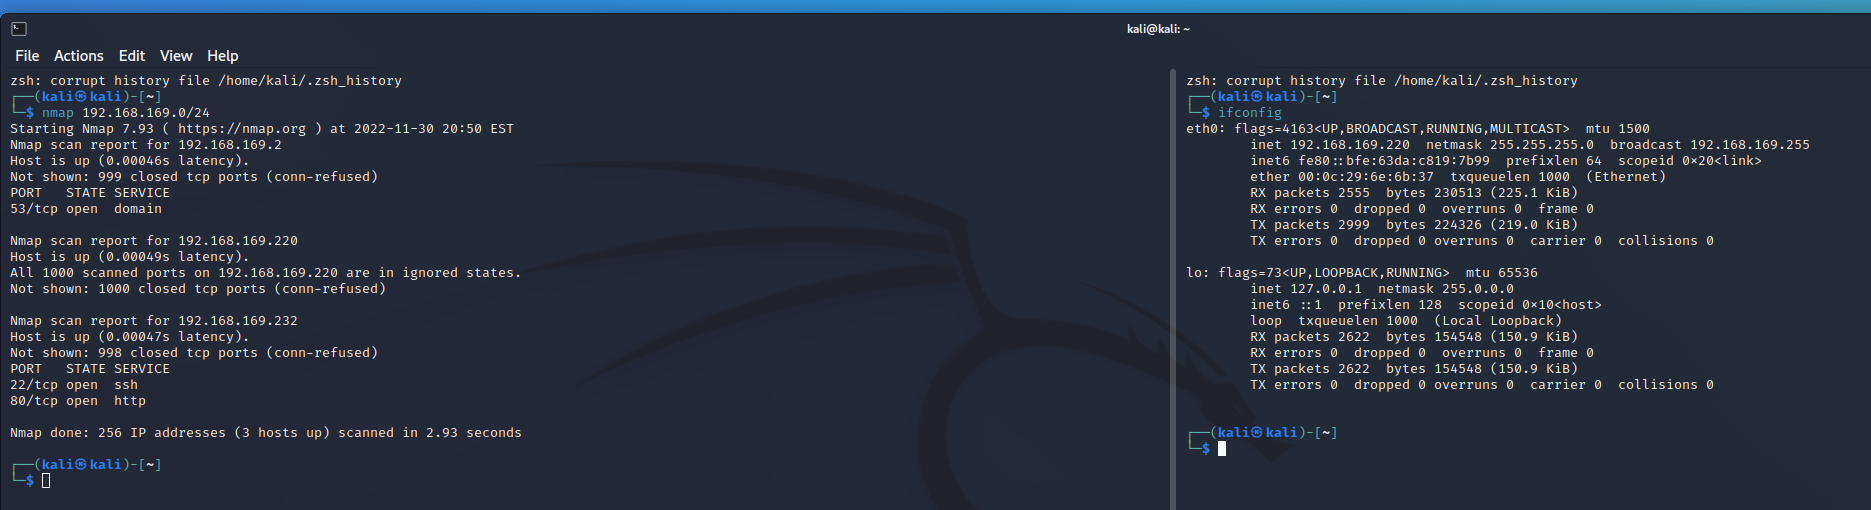 kali@kali: ~
File Actions Edit View Help
zsh: corrupt history file /home/kali/.zsh_history
┌──(kali㉿kali)-[~]
└─$ nmap 192.168.169.0/24
Starting Nmap 7.93 ( https://nmap.org ) at 2022-11-30 20:50 EST
Nmap scan report for 192.168.169.2
Host is up (0.00046s latency).
Not shown: 999 closed tcp ports (conn-refused)
PORT   STATE SERVICE
53/tcp open  domain

Nmap scan report for 192.168.169.220
Host is up (0.00049s latency).
All 1000 scanned ports on 192.168.169.220 are in ignored states.
Not shown: 1000 closed tcp ports (conn-refused)

Nmap scan report for 192.168.169.232
Host is up (0.00047s latency).
Not shown: 998 closed tcp ports (conn-refused)
PORT   STATE SERVICE
22/tcp open  ssh
80/tcp open  http

Nmap done: 256 IP addresses (3 hosts up) scanned in 2.93 seconds

┌──(kali㉿kali)-[~]
└─$
zsh: corrupt history file /home/kali/.zsh_history
┌──(kali㉿kali)-[~]
└─$ ifconfig
eth0: flags=4163<UP,BROADCAST,RUNNING,MULTICAST>  mtu 1500
        inet 192.168.169.220  netmask 255.255.255.0  broadcast 192.168.169.255
        inet6 fe80::bfe:63da:c819:7b99  prefixlen 64  scopeid 0x20<link>
        ether 00:0c:29:6e:6b:37  txqueuelen 1000  (Ethernet)
        RX packets 2555  bytes 230513 (225.1 KiB)
        RX errors 0  dropped 0  overruns 0  frame 0
        TX packets 2999  bytes 224326 (219.0 KiB)
        TX errors 0  dropped 0 overruns 0  carrier 0  collisions 0

lo: flags=73<UP,LOOPBACK,RUNNING>  mtu 65536
        inet 127.0.0.1  netmask 255.0.0.0
        inet6 ::1  prefixlen 128  scopeid 0x10<host>
        loop  txqueuelen 1000  (Local Loopback)
        RX packets 2622  bytes 154548 (150.9 KiB)
        RX errors 0  dropped 0  overruns 0  frame 0
        TX packets 2622  bytes 154548 (150.9 KiB)
        TX errors 0  dropped 0 overruns 0  carrier 0  collisions 0

┌──(kali㉿kali)-[~]
└─$